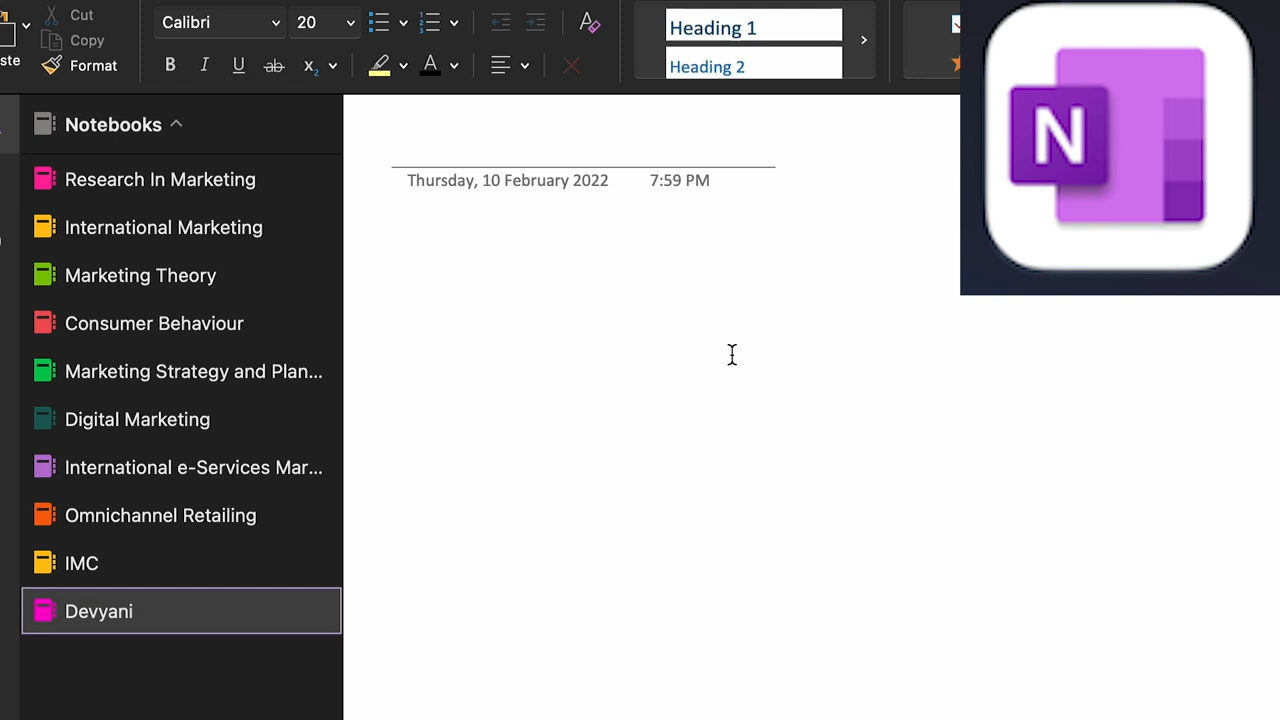 Cut
Copy
ste
Format
Calibri
20
B I U ab x₂ A
A
Heading 1
Heading 2
N
Notebooks
Research In Marketing
International Marketing
Marketing Theory
Consumer Behaviour
Marketing Strategy and Plan...
Digital Marketing
International e-Services Mar...
Omnichannel Retailing
IMC
Devyani
Thursday, 10 February 2022 7:59 PM